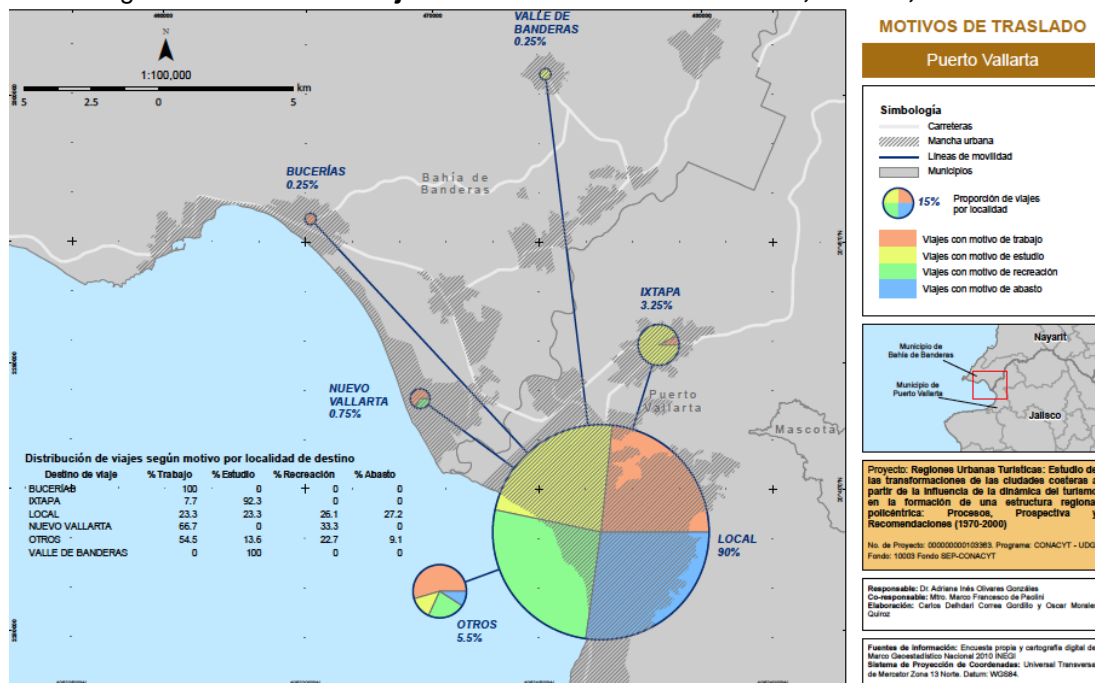 MOTIVOS DE TRASLADO
Puerto Vallarta
N
1:100,000
km
5 2.5 0 5
VALLE DE
BANDERAS
0.25%
BUCERÍAS
0.25%
Bahía de
Banderas
IXTAPA
3.25%
NUEVO
VALLARTA
0.75%
Puerto
Vallarta
Mascota
LOCAL
90%
OTROS
5.5%
Distribución de viajes según motivo por localidad de destino
Destino de viaje % Trabajo % Estudio % Recreación % Abasto
BUCERÍAS 100 0 0 0
IXTAPA 7.7 92.3 0 0
LOCAL 23.3 23.3 26.1 27.2
NUEVO VALLARTA 66.7 0 33.3 0
OTROS 54.5 13.6 22.7 9.1
VALLE DE BANDERAS 0 100 0 0
Simbología
Carreteras
Mancha urbana
Líneas de movilidad
Municipios
15% Proporción de viajes
por localidad
Viajes con motivo de trabajo
Viajes con motivo de estudio
Viajes con motivo de recreación
Viajes con motivo de abasto
Municipio de
Bahía de Banderas
Municipio de
Puerto Vallarta
Nayarit
Jalisco
Proyecto: Regiones Urbanas Turísticas: Estudio de
las transformaciones de las ciudades costeras a
partir de la influencia de la dinámica del turismo
en la formación de una estructura regional
policéntrica: Procesos, Prospectiva y
Recomendaciones (1970-2000)
No. de Proyecto: 000000000103363. Programa: CONACYT - UDG
Fondo: 10003 Fondo SEP-CONACYT
Responsable: Dr. Adriana Inés Olivares González
Co-responsable: Mtro. Marco Francesco de Paolini
Elaboración: Carlos Delhdari Correa Gordillo y Oscar Morales
Quiroz
Fuentes de información: Encuesta propia y cartografía digital del
Marco Geoestadístico Nacional 2010 INEGI
Sistema de Proyección de Coordenadas: Universal Transversal
de Mercator Zona 13 Norte. Datum: WGS84.